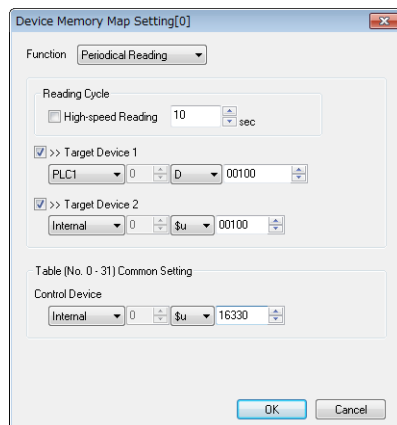 Device Memory Map Setting[0]
Function Periodical Reading
Reading Cycle
High-speed Reading 10 sec
>> Target Device 1
PLC1 0 D 00100
>> Target Device 2
Internal 0 $u 00100
Table (No. 0 - 31) Common Setting
Control Device
Internal 0 $u 16330
OK Cancel